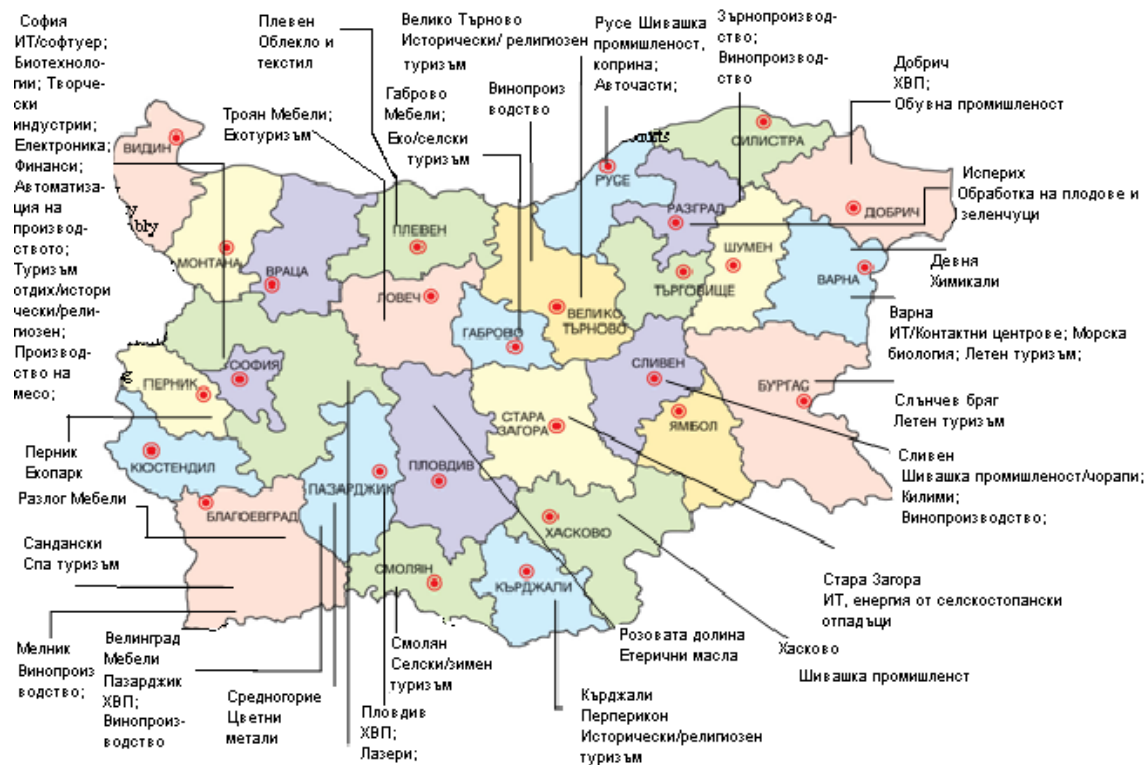 София
ИТ/софтуер;
Биотехноло-
гии; Творче-
ски
индустрии;
Електроника;
Финанси;
Автоматиза-
ция на
производ-
ството;
Туризъм
отдих/истори
чески/рели-
гиозен;
Производ-
ство на
месо;
Плевен
Облекло и
текстил
Троян Мебели;
Екотуризъм
Велико Търново
Исторически/ религиозен
туризъм
Габрово
Мебели;
Еко/селски
туризъм
Винопроиз
водство
Русе Шивашка
промишленост,
коприна;
Авточасти;
Зърнопроизвод-
ство;
Винопроизвод-
ство
Добрич
ХВП;
Обувна промишленост
Исперих
Обработка на плодове и
зеленчуци
Девня
Химикали
Варна
ИТ/Контактни центрове; Морска
биология; Летен туризъм;
Слънчев бряг
Летен туризъм
Сливен
Шивашка промишленост/чорапи;
Килими;
Винопроизводство;
Стара Загора
ИТ, енергия от селскостопански
отпадъци
Хасково
Шивашка промишленст
Розовата долина
Етерични масла
Кърджали
Перперикон
Исторически/религиозен
туризъм
Смолян
Селски/зимен
туризъм
Пловдив
ХВП;
Лазери;
Средногорие
Цветни
метали
Велинград
Мебели
Пазарджик
ХВП;
Винопроиз-
водство
Мелник
Винопроиз
водство;
Сандански
Спа туризъм
Разлог Мебели
Перник
Екопарк
ВИДИН
МОНТАНА
ВРАЦА
ПЛЕВЕН
ЛОВЕЧ
ГАБРОВО
ВЕЛИКО
ТЪРНОВО
РУСЕ
РАЗГРАД
СИЛИСТРА
ДОБРИЧ
ШУМЕН
ТЪРГОВИЩЕ
ВАРНА
СОФИЯ
ПЕРНИК
КЮСТЕНДИЛ
БЛАГОЕВГРАД
ПАЗАРДЖИК
ПЛОВДИВ
СТАРА
ЗАГОРА
СЛИВЕН
ЯМБОЛ
БУРГАС
ХАСКОВО
СМОЛЯН
КЪРДЖАЛИ